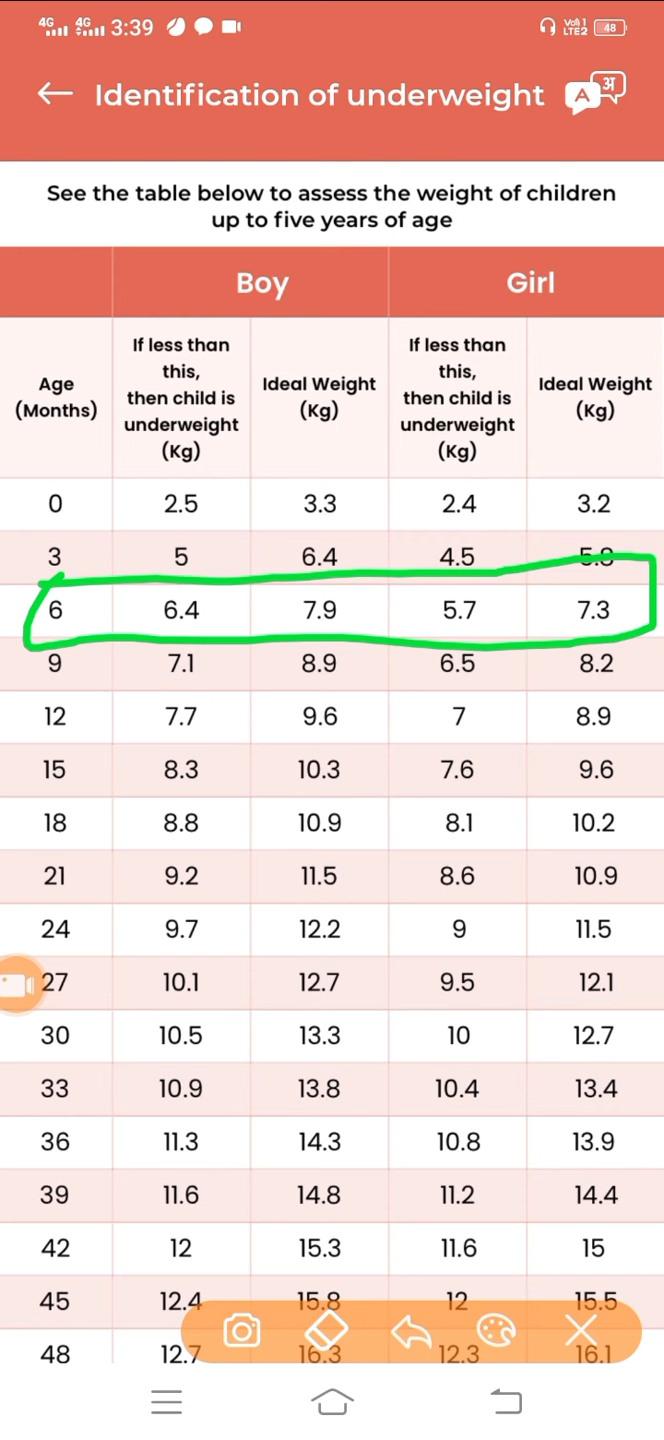 4G 4G 3:39 Vo) 1 LTE2 48
Identification of underweight A अ
See the table below to assess the weight of children
up to five years of age
Boy Girl
Age (Months) If less than this, then child is underweight (Kg) Ideal Weight (Kg) If less than this, then child is underweight (Kg) Ideal Weight (Kg)
0 2.5 3.3 2.4 3.2
3 5 6.4 4.5 5.8
6 6.4 7.9 5.7 7.3
9 7.1 8.9 6.5 8.2
12 7.7 9.6 7 8.9
15 8.3 10.3 7.6 9.6
18 8.8 10.9 8.1 10.2
21 9.2 11.5 8.6 10.9
24 9.7 12.2 9 11.5
27 10.1 12.7 9.5 12.1
30 10.5 13.3 10 12.7
33 10.9 13.8 10.4 13.4
36 11.3 14.3 10.8 13.9
39 11.6 14.8 11.2 14.4
42 12 15.3 11.6 15
45 12.4 15.8 12 15.5
48 12.7 16.3 12.3 16.1